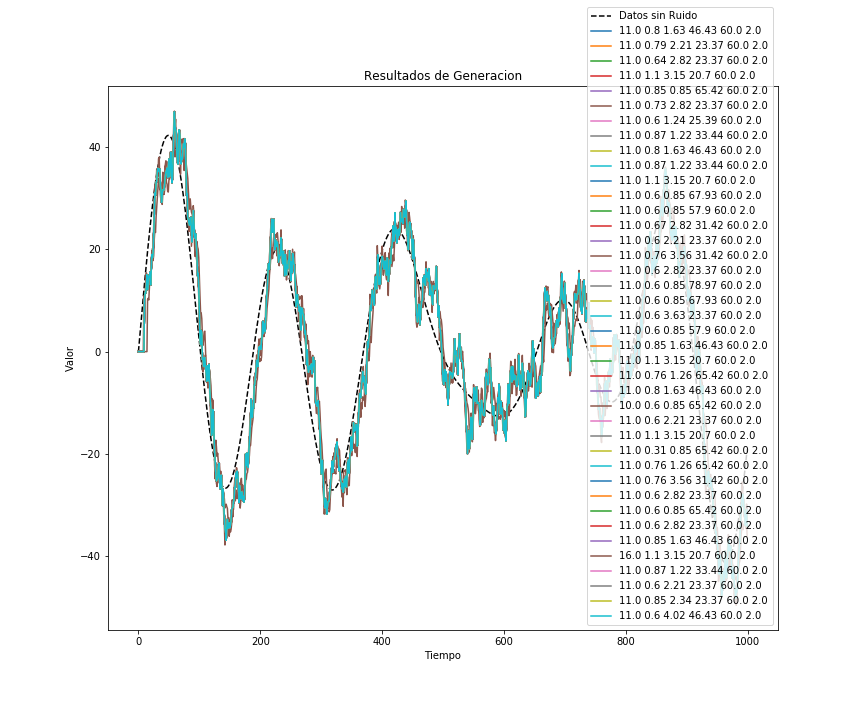 Datos sin Ruido
11.0 0.8 1.63 46.43 60.0 2.0
11.0 0.79 2.21 23.37 60.0 2.0
11.0 0.64 2.82 23.37 60.0 2.0
11.0 1.1 3.15 20.7 60.0 2.0
11.0 0.85 0.85 65.42 60.0 2.0
11.0 0.73 2.82 23.37 60.0 2.0
11.0 0.6 1.24 25.39 60.0 2.0
11.0 0.87 1.22 33.44 60.0 2.0
11.0 0.8 1.63 46.43 60.0 2.0
11.0 0.87 1.22 33.44 60.0 2.0
11.0 1.1 3.15 20.7 60.0 2.0
11.0 0.6 0.85 67.93 60.0 2.0
11.0 0.6 0.85 57.9 60.0 2.0
11.0 0.67 2.82 31.42 60.0 2.0
11.0 0.6 2.21 23.37 60.0 2.0
11.0 0.76 3.56 31.42 60.0 2.0
11.0 0.6 2.82 23.37 60.0 2.0
11.0 0.6 0.85 78.97 60.0 2.0
11.0 0.6 0.85 67.93 60.0 2.0
11.0 0.6 3.63 23.37 60.0 2.0
11.0 0.6 0.85 57.9 60.0 2.0
11.0 0.85 1.63 46.43 60.0 2.0
11.0 1.1 3.15 20.7 60.0 2.0
11.0 0.76 1.26 65.42 60.0 2.0
11.0 0.8 1.63 46.43 60.0 2.0
10.0 0.6 0.85 65.42 60.0 2.0
11.0 0.6 2.21 23.37 60.0 2.0
11.0 1.1 3.15 20.7 60.0 2.0
11.0 0.31 0.85 65.42 60.0 2.0
11.0 0.76 1.26 65.42 60.0 2.0
11.0 0.76 3.56 31.42 60.0 2.0
11.0 0.6 2.82 23.37 60.0 2.0
11.0 0.6 0.85 65.42 60.0 2.0
11.0 0.6 2.82 23.37 60.0 2.0
11.0 0.85 1.63 46.43 60.0 2.0
16.0 1.1 3.15 20.7 60.0 2.0
11.0 0.87 1.22 33.44 60.0 2.0
11.0 0.6 2.21 23.37 60.0 2.0
11.0 0.85 2.34 23.37 60.0 2.0
11.0 0.6 4.02 46.43 60.0 2.0
Resultados de Generacion
40
20
0
−20
−40
Valor
0 200 400 600 800 1000
Tiempo